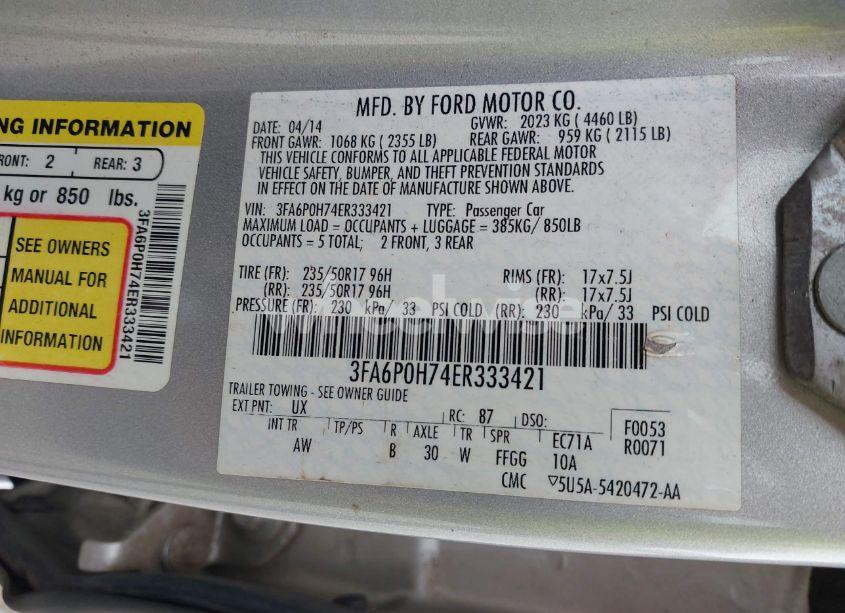 NG INFORMATION
RONT: 2 REAR: 3
kg or 850 lbs.
SEE OWNERS
MANUAL FOR
ADDITIONAL
INFORMATION
3FA6P0H74ER333421
MFD. BY FORD MOTOR CO.
DATE: 04/14 GVWR: 2023 KG ( 4460 LB)
FRONT GAWR: 1068 KG ( 2355 LB) REAR GAWR: 959 KG ( 2115 LB)
THIS VEHICLE CONFORMS TO ALL APPLICABLE FEDERAL MOTOR
VEHICLE SAFETY, BUMPER, AND THEFT PREVENTION STANDARDS
IN EFFECT ON THE DATE OF MANUFACTURE SHOWN ABOVE.
VIN: 3FA6P0H74ER333421 TYPE: Passenger Car
MAXIMUM LOAD = OCCUPANTS + LUGGAGE = 385KG/ 850LB
OCCUPANTS = 5 TOTAL; 2 FRONT, 3 REAR
TIRE (FR): 235/50R17 96H RIMS (FR): 17x7.5J
(RR): 235/50R17 96H (RR): 17x7.5J
PRESSURE (FR): 230 kPa/ 33 PSI COLD (RR): 230 kPa/ 33 PSI COLD
wheelwise
3FA6P0H74ER333421
TRAILER TOWING - SEE OWNER GUIDE
EXT PNT: UX RC: 87 DSO: F0053
INT TR TP/PS R AXLE TR SPR EC71A R0071
AW B 30 W FFGG 10A
CMC ▽5U5A-5420472-AA